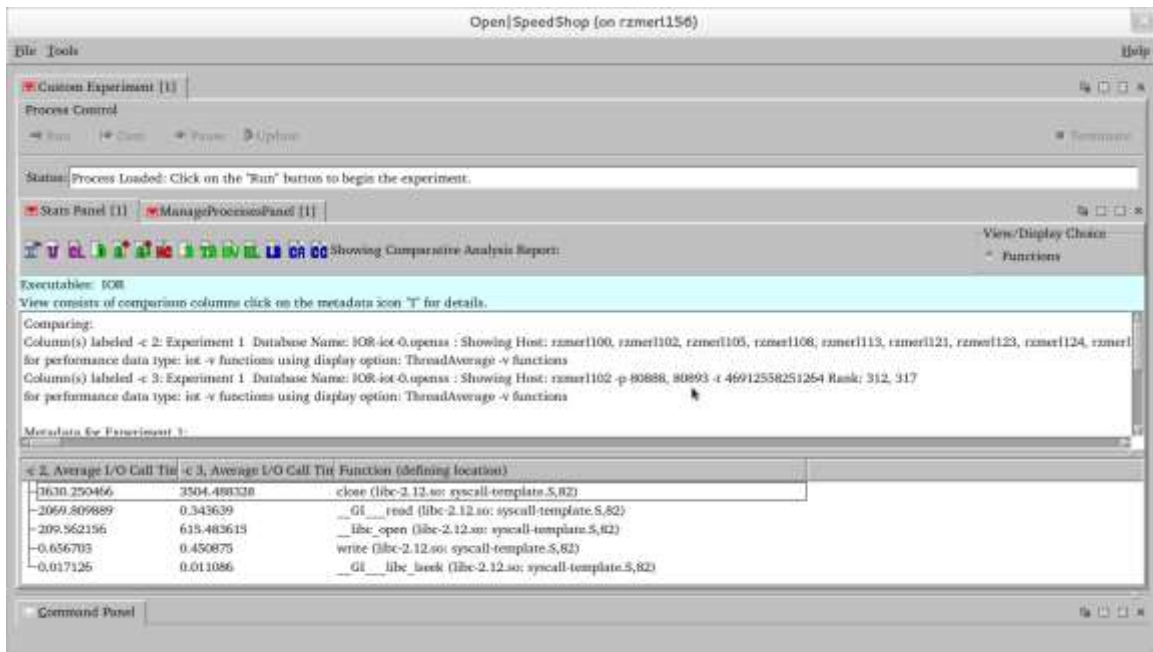 Open|SpeedShop (on rzmerl156)
File Tools Help
Custom Experiment [1]
Process Control
Run Cont Pause Update Terminate
Status: Process Loaded: Click on the "Run" button to begin the experiment.
Stats Panel [1] ManageProcessesPanel [1]
View/Display Choice
Showing Comparative Analysis Report:
Functions
Executables: IOR
View consists of comparison columns click on the metadata icon "I" for details.
Comparing:
Column(s) labeled -c 2: Experiment 1 Database Name: IOR-iot-0.openss : Showing Host: rzmerl100, rzmerl102, rzmerl105, rzmerl108, rzmerl113, rzmerl121, rzmerl123, rzmerl124, rzmerl
for performance data type: iot -v functions using display option: ThreadAverage -v functions
Column(s) labeled -c 3: Experiment 1 Database Name: IOR-iot-0.openss : Showing Host: rzmerl102 -p 80888, 80893 -t 46912558251264 Rank: 312, 317
for performance data type: iot -v functions using display option: ThreadAverage -v functions
Metadata for Experiment 1:
-c 2, Average I/O Call Tim -c 3, Average I/O Call Tim Function (defining location)
3630.250466 3504.488328 close (libc-2.12.so: syscall-template.S,82)
2069.809889 0.343639 __GI___read (libc-2.12.so: syscall-template.S,82)
209.562156 615.483615 __libc_open (libc-2.12.so: syscall-template.S,82)
0.656703 0.450875 write (libc-2.12.so: syscall-template.S,82)
0.017126 0.011086 __GI___libc_lseek (libc-2.12.so: syscall-template.S,82)
Command Panel